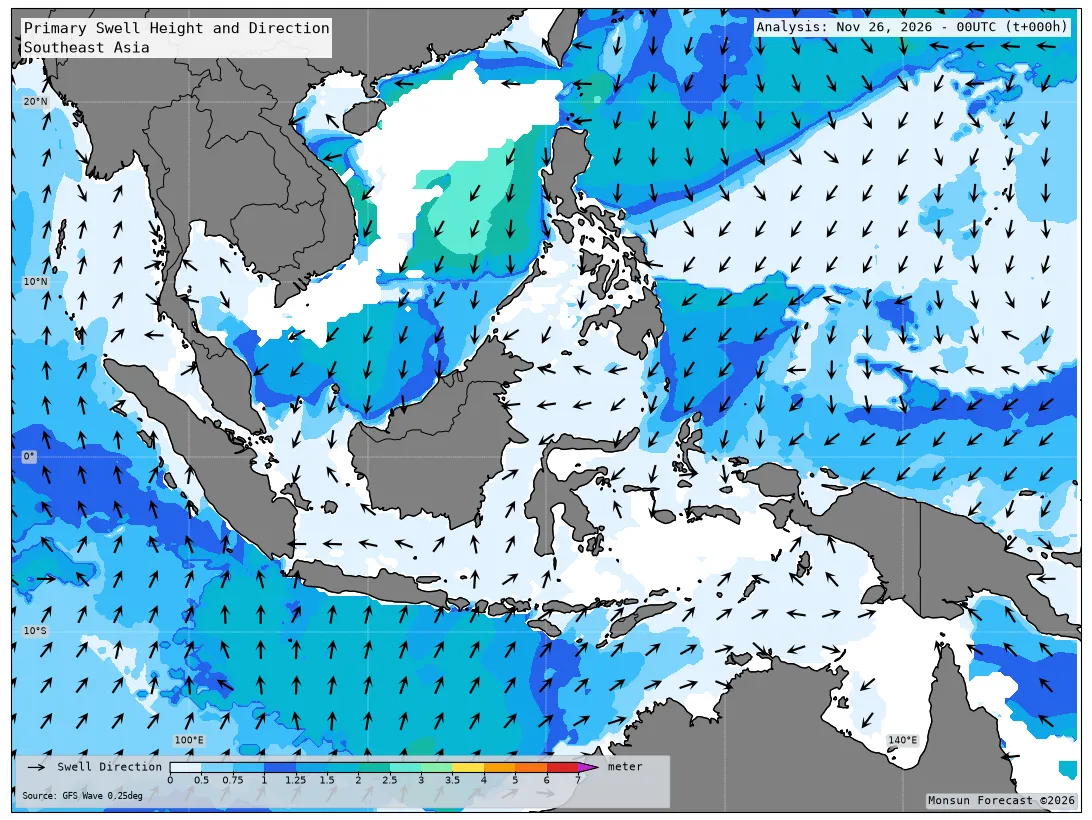 Primary Swell Height and Direction
Southeast Asia
Analysis: Nov 26, 2026 - 00UTC (t+000h)
20°N
10°N
0°
10°S
100°E
140°E
Swell Direction
meter
0 0.5 0.75 1 1.25 1.5 2 2.5 3 3.5 4 5 6 7
Source: GFS Wave 0.25deg
Monsun Forecast ©2026